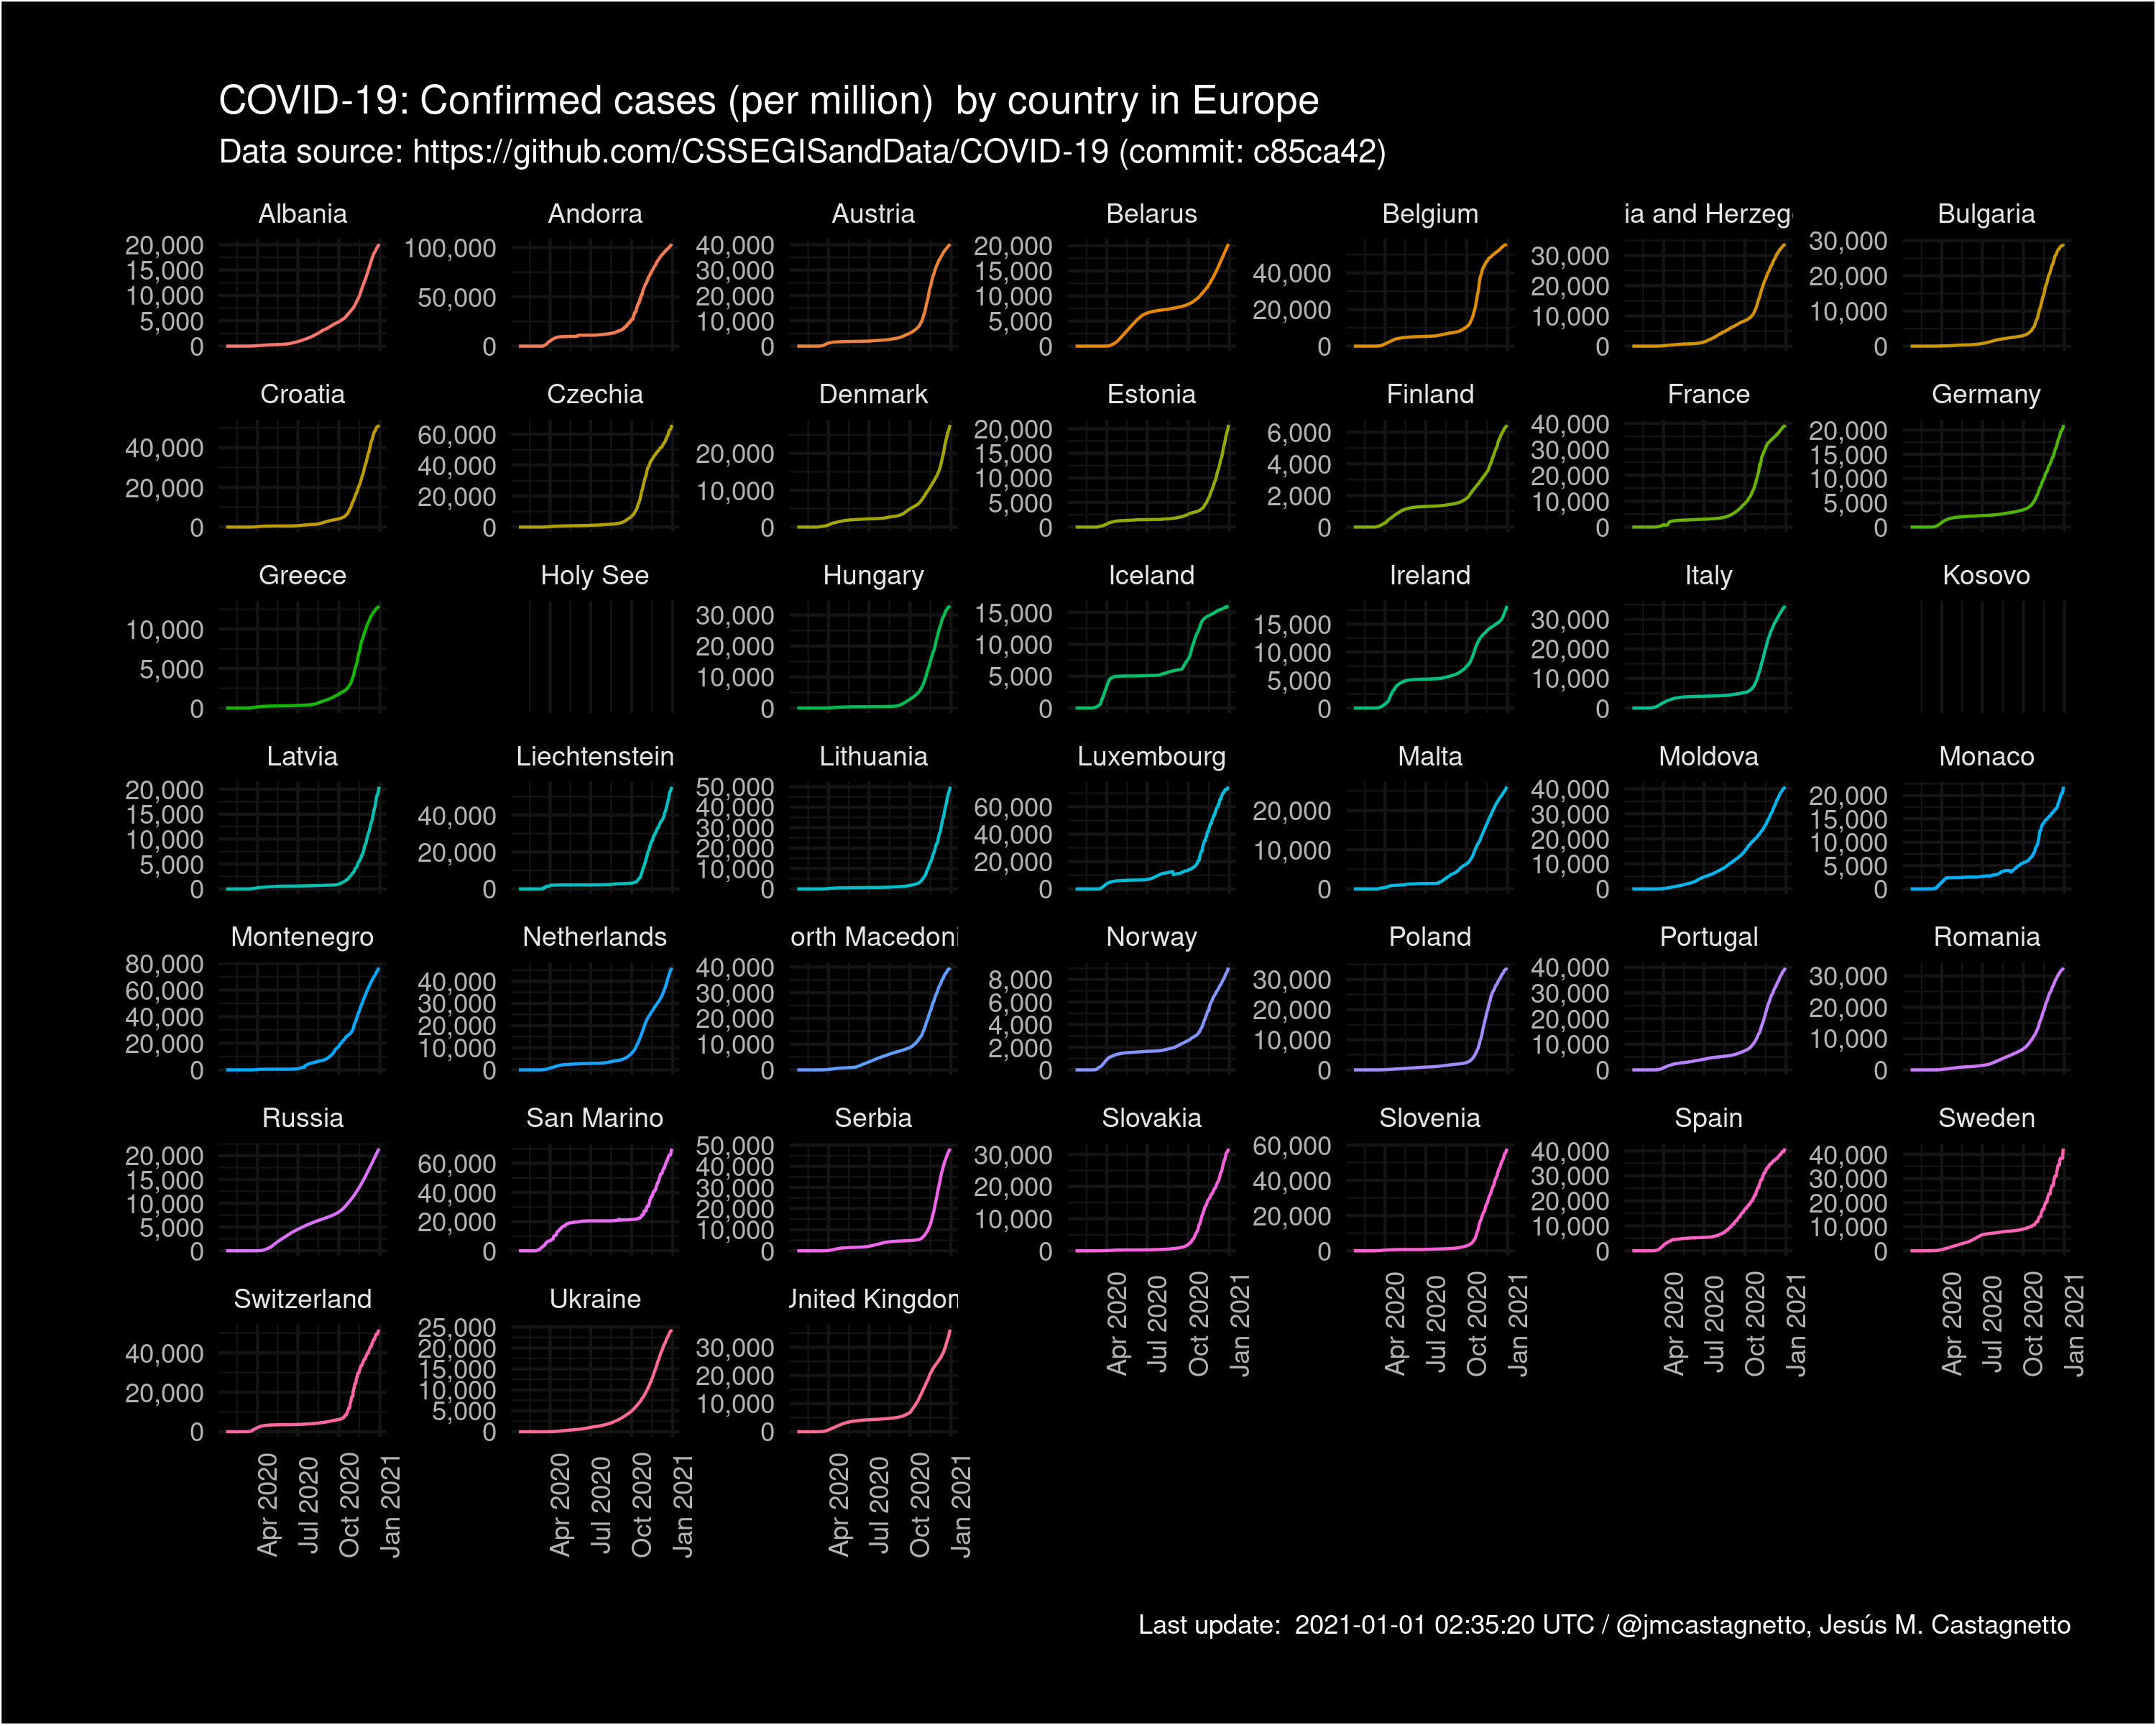 COVID-19: Confirmed cases (per million)  by country in Europe
Data source: https://github.com/CSSEGISandData/COVID-19 (commit: c85ca42)
Albania Andorra Austria Belarus Belgium ia and Herzeg Bulgaria
20,000 15,000 10,000 5,000 0
100,000 50,000 0
40,000 30,000 20,000 10,000 0
20,000 15,000 10,000 5,000 0
40,000 20,000 0
30,000 20,000 10,000 0
30,000 20,000 10,000 0
Croatia Czechia Denmark Estonia Finland France Germany
40,000 20,000 0
60,000 40,000 20,000 0
20,000 10,000 0
20,000 15,000 10,000 5,000 0
6,000 4,000 2,000 0
40,000 30,000 20,000 10,000 0
20,000 15,000 10,000 5,000 0
Greece Holy See Hungary Iceland Ireland Italy Kosovo
10,000 5,000 0
30,000 20,000 10,000 0
15,000 10,000 5,000 0
15,000 10,000 5,000 0
30,000 20,000 10,000 0
Latvia Liechtenstein Lithuania Luxembourg Malta Moldova Monaco
20,000 15,000 10,000 5,000 0
40,000 20,000 0
50,000 40,000 30,000 20,000 10,000 0
60,000 40,000 20,000 0
20,000 10,000 0
40,000 30,000 20,000 10,000 0
20,000 15,000 10,000 5,000 0
Montenegro Netherlands orth Macedoni Norway Poland Portugal Romania
80,000 60,000 40,000 20,000 0
40,000 30,000 20,000 10,000 0
40,000 30,000 20,000 10,000 0
8,000 6,000 4,000 2,000 0
30,000 20,000 10,000 0
40,000 30,000 20,000 10,000 0
30,000 20,000 10,000 0
Russia San Marino Serbia Slovakia Slovenia Spain Sweden
20,000 15,000 10,000 5,000 0
60,000 40,000 20,000 0
50,000 40,000 30,000 20,000 10,000 0
30,000 20,000 10,000 0
60,000 40,000 20,000 0
40,000 30,000 20,000 10,000 0
40,000 30,000 20,000 10,000 0
Apr 2020 Jul 2020 Oct 2020 Jan 2021
Apr 2020 Jul 2020 Oct 2020 Jan 2021
Apr 2020 Jul 2020 Oct 2020 Jan 2021
Apr 2020 Jul 2020 Oct 2020 Jan 2021
Switzerland Ukraine United Kingdom
40,000 20,000 0
25,000 20,000 15,000 10,000 5,000 0
30,000 20,000 10,000 0
Apr 2020 Jul 2020 Oct 2020 Jan 2021
Apr 2020 Jul 2020 Oct 2020 Jan 2021
Apr 2020 Jul 2020 Oct 2020 Jan 2021
Last update:  2021-01-01 02:35:20 UTC / @jmcastagnetto, Jesús M. Castagnetto